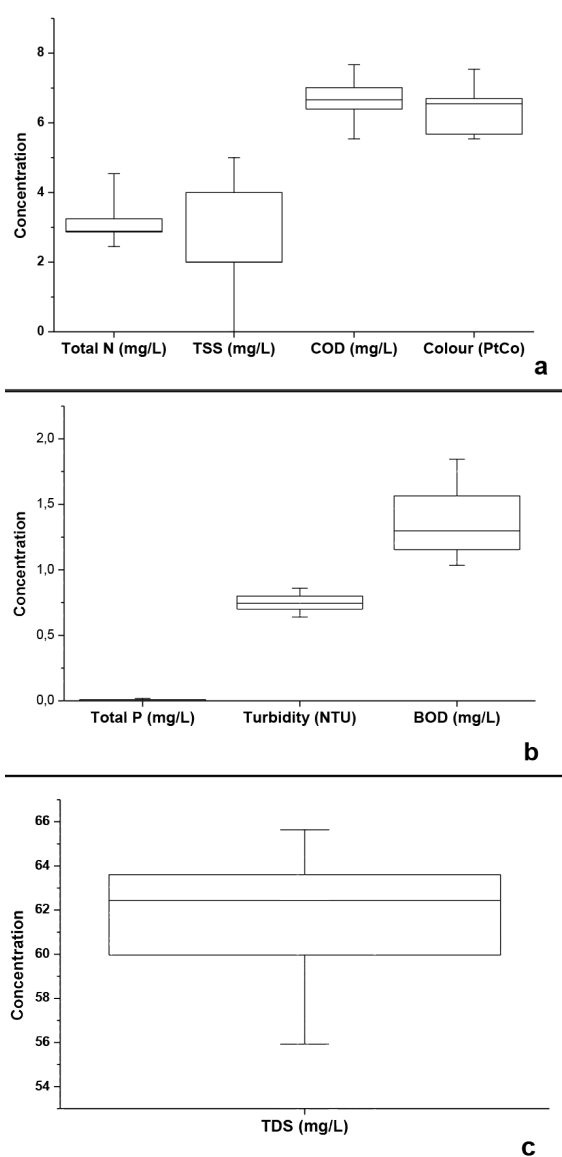 Concentration
8
6
4
2
0
Total N (mg/L) TSS (mg/L) COD (mg/L) Colour (PtCo)
a
Concentration
2,0
1,5
1,0
0,5
0,0
Total P (mg/L) Turbidity (NTU) BOD (mg/L)
b
Concentration
66
64
62
60
58
56
54
TDS (mg/L)
c